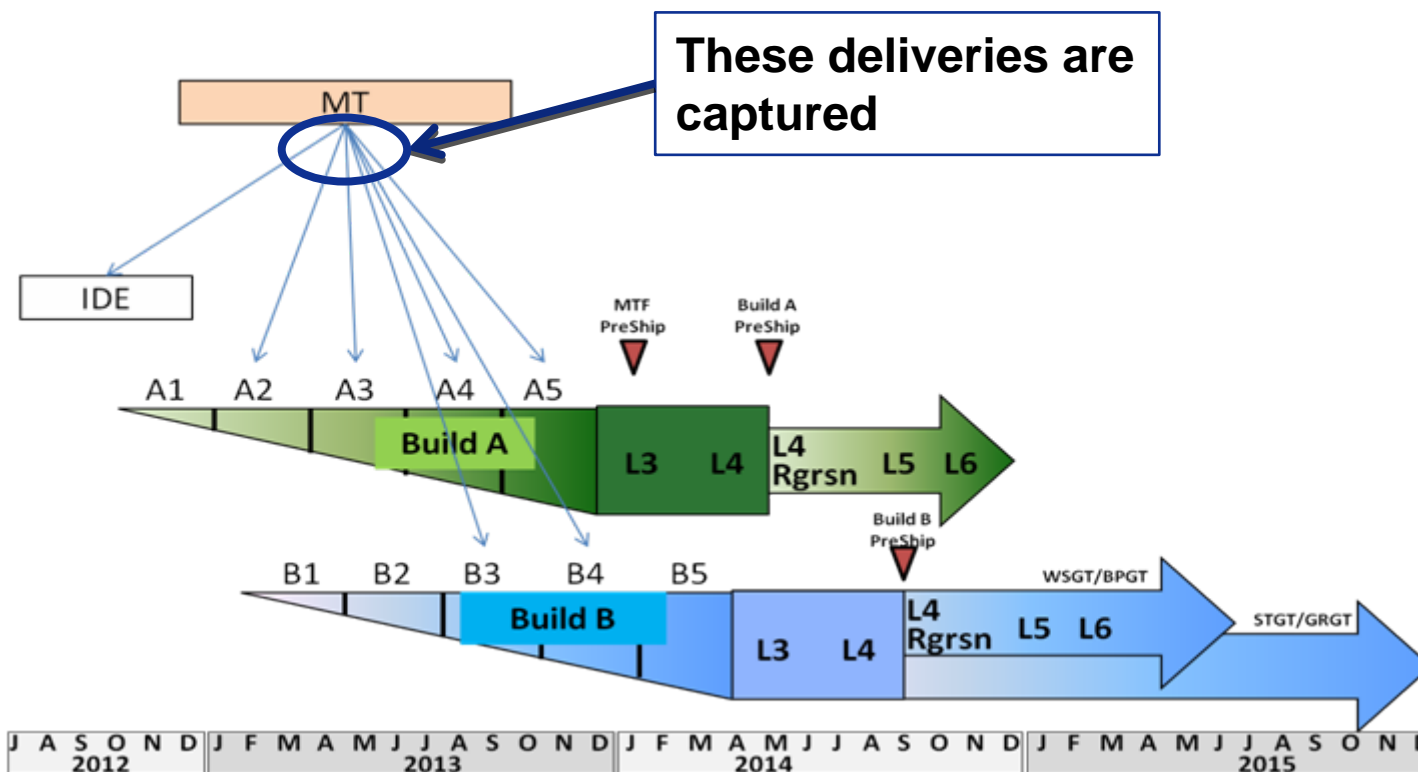 These deliveries are
captured
MT
IDE
MTF
PreShip
Build A
PreShip
A1 A2 A3 A4 A5
Build A
L3 L4
L4
Rgrsn
L5 L6
Build B
PreShip
B1 B2 B3 B4 B5
WSGT/BPGT
Build B
L3 L4
L4
Rgrsn
L5 L6
STGT/GRGT
J A S O N D J F M A M J J A S O N D J F M A M J J A S O N D J F M A M J J A S O N
2012 2013 2014 2015